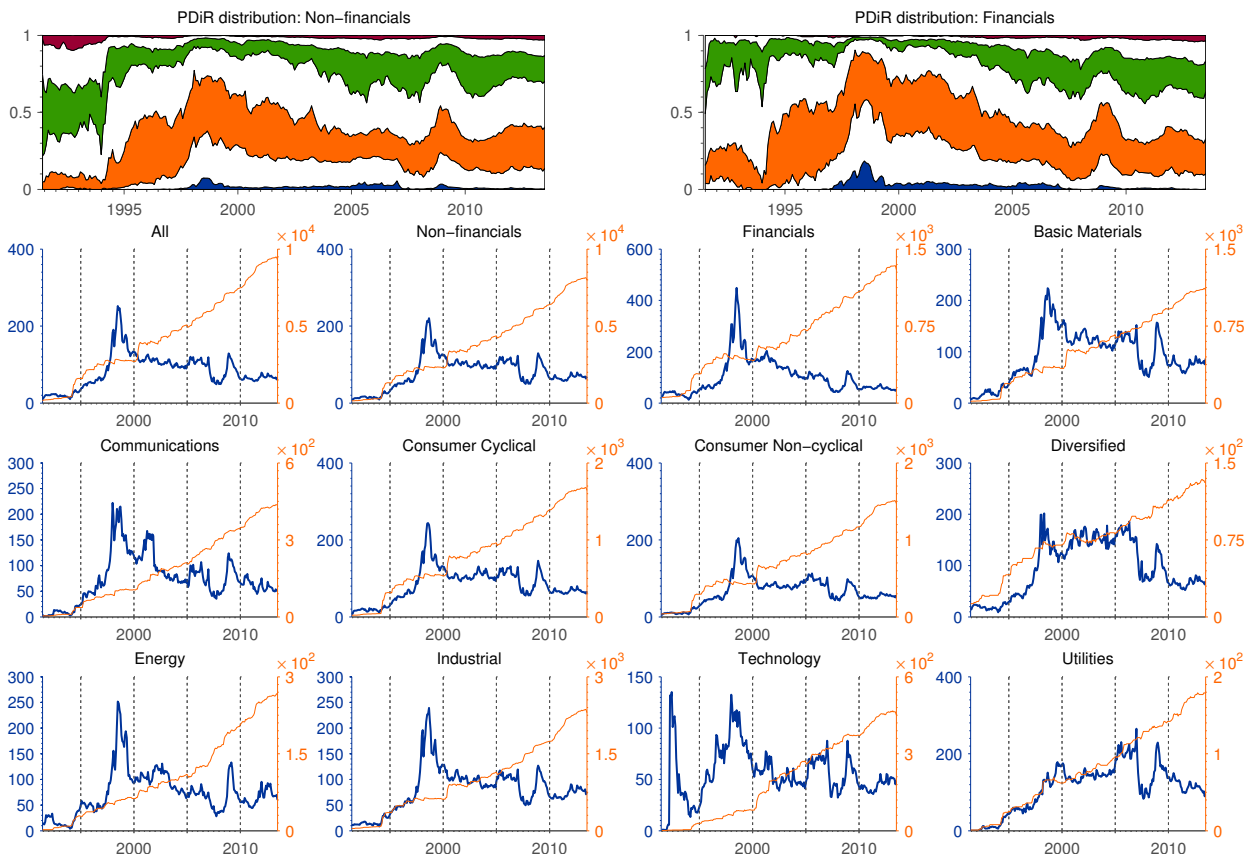 PDiR distribution: Non−financials PDiR distribution: Financials
1 1
0.5 0.5
0 0
1995 2000 2005 2010 1995 2000 2005 2010
All Non−financials Financials Basic Materials
× 10^4 × 10^4 × 10^3 × 10^3
400 1 400 1 600 1.5 300 1.5
400
200 0.5 200 0.5 0.75 200 0.75
200 100
0 0 0 0 0 0 0 0
2000 2010 2000 2010 2000 2010 2000 2010
Communications Consumer Cyclical Consumer Non−cyclical Diversified
× 10^2 × 10^3 × 10^3 × 10^2
300 6 400 2 400 2 300 1.5
250
200 200
150 3 200 1 200 1 0.75
100 100
50
0 0 0 0 0 0 0 0
2000 2010 2000 2010 2000 2010 2000 2010
Energy Industrial Technology Utilities
× 10^2 × 10^3 × 10^2 × 10^2
300 3 300 3 150 6 400 2
250 250
200 200 100
150 1.5 150 1.5 3 200 1
100 100 50
50 50
0 0 0 0 0 0 0 0
2000 2010 2000 2010 2000 2010 2000 2010